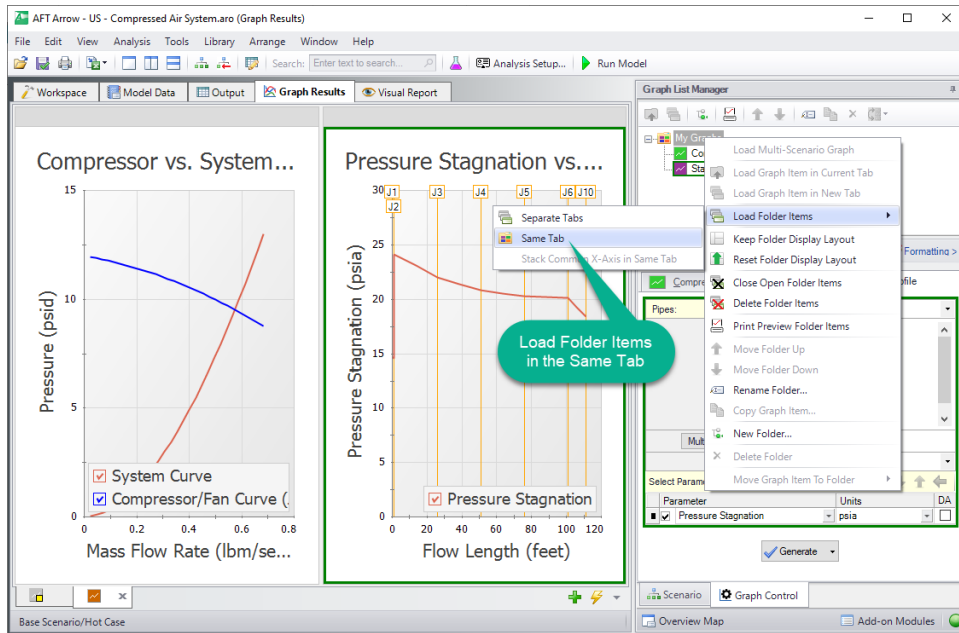 AFT Arrow - US - Compressed Air System.aro (Graph Results)
File Edit View Analysis Tools Library Arrange Window Help
Search: Enter text to search... Analysis Setup... Run Model
Workspace Model Data Output Graph Results Visual Report
Graph List Manager
My Graphs
Co
Sta
Load Multi-Scenario Graph
Load Graph Item in Current Tab
Load Graph Item in New Tab
Load Folder Items
Keep Folder Display Layout
Reset Folder Display Layout
Close Open Folder Items
Delete Folder Items
Print Preview Folder Items
Move Folder Up
Move Folder Down
Rename Folder...
Copy Graph Item...
New Folder...
Delete Folder
Move Graph Item To Folder
Separate Tabs
Same Tab
Stack Common X-Axis in Same Tab
Load Folder Items
in the Same Tab
Compressor vs. System...
Pressure (psid)
15
10
5
0
System Curve
Compressor/Fan Curve (.
0 0.2 0.4 0.6 0.8
Mass Flow Rate (lbm/se...
Pressure Stagnation vs....
Pressure Stagnation (psia)
30
25
20
15
10
5
0
J1 J3 J4 J5 J6 J10
J2
Pressure Stagnation
0 20 40 60 80 100 120
Flow Length (feet)
Formatting >
Compre
ofile
Pipes:
Mult
Select Parame
Parameter Units DA
Pressure Stagnation psia
Generate
Scenario Graph Control
Base Scenario/Hot Case
Overview Map Add-on Modules